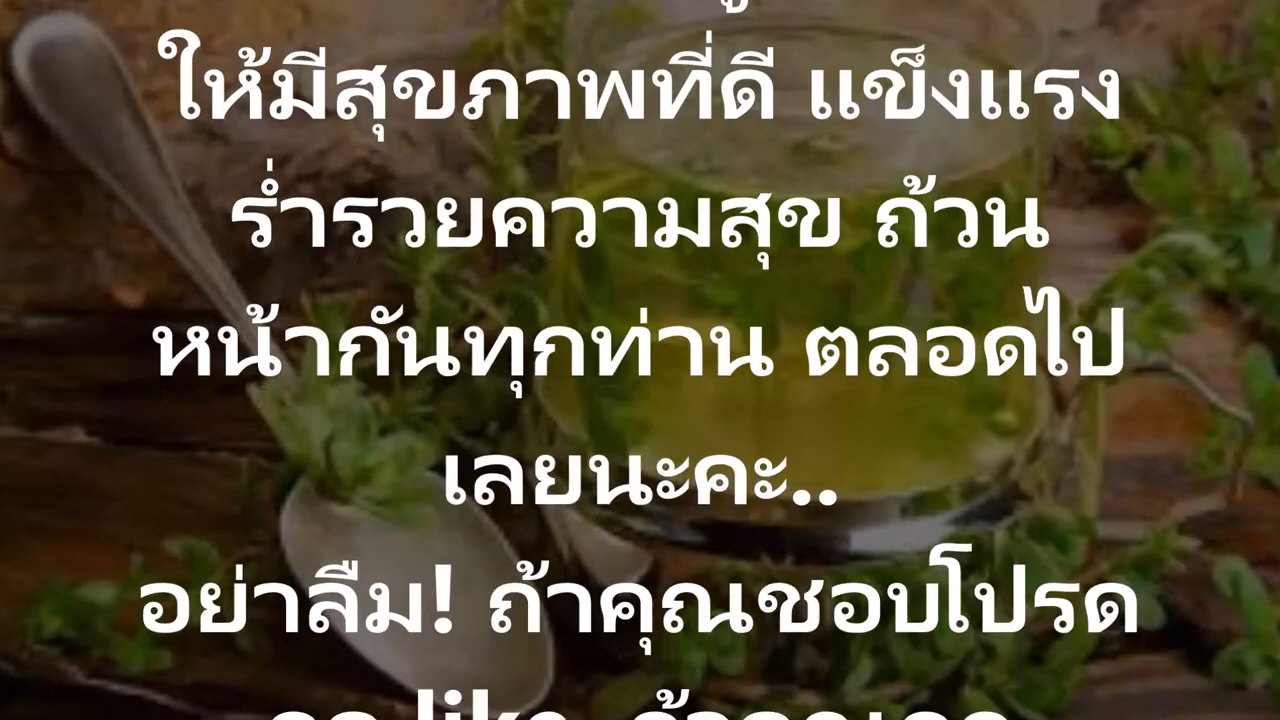 ให้มีสุขภาพที่ดี แข็งแรง
ร่ำรวยความสุข ถ้วน
หน้ากันทุกท่าน ตลอดไป
เลยนะคะ..
อย่าลืม! ถ้าคุณชอบโปรด